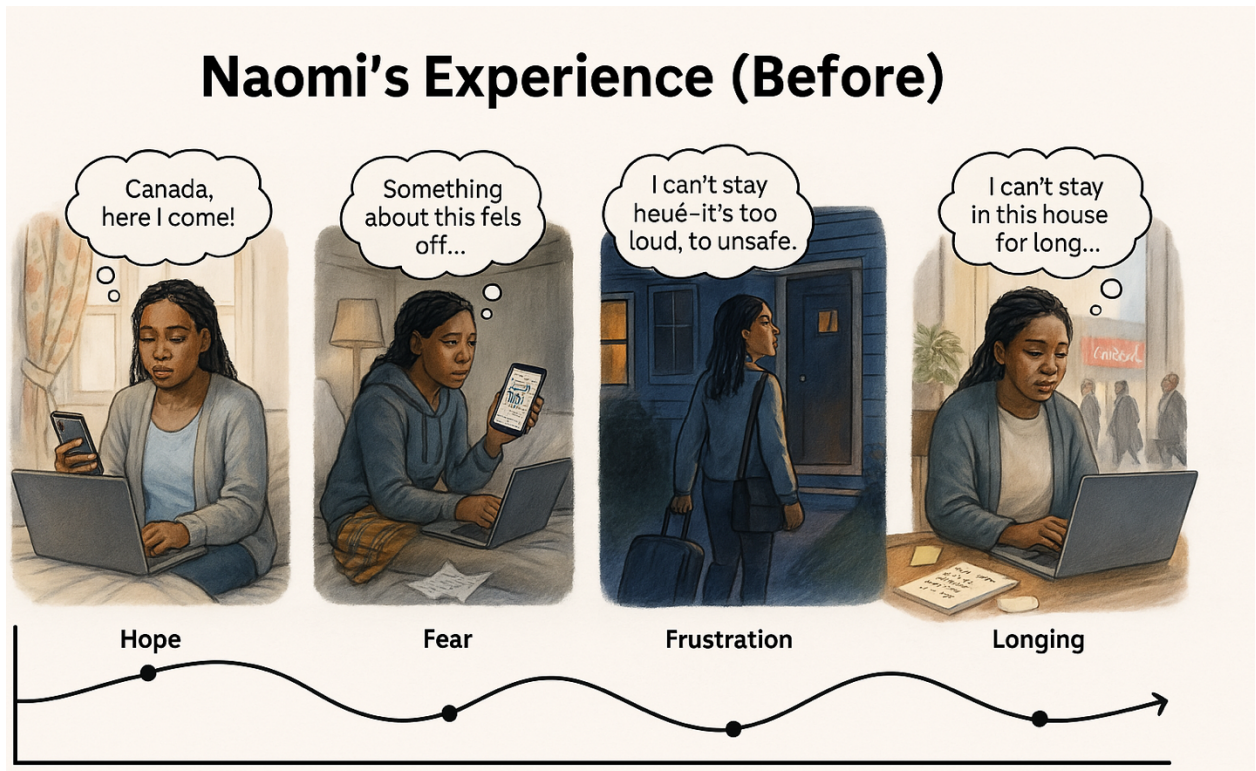 Naomi's Experience (Before)
Canada,
here I come!
Something
about this fels
off...
I can't stay
heué–it's too
loud, to unsafe.
I can't stay
in this house
for long...
Hope
Fear
Frustration
Longing